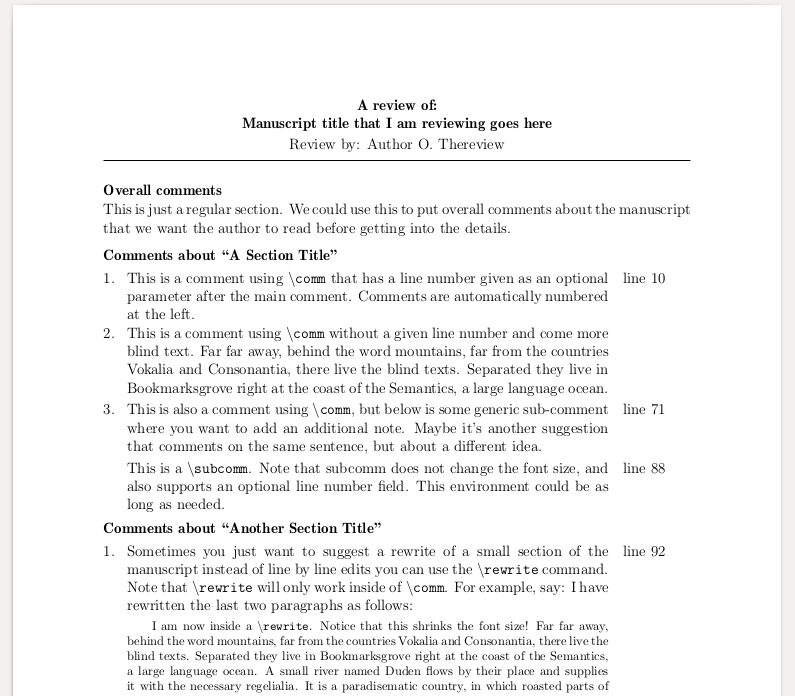 A review of:
Manuscript title that I am reviewing goes here
Review by: Author O. Thereview
Overall comments
This is just a regular section. We could use this to put overall comments about the manuscript
that we want the author to read before getting into the details.
Comments about “A Section Title”
1. This is a comment using \comm that has a line number given as an optional line 10
parameter after the main comment. Comments are automatically numbered
at the left.
2. This is a comment using \comm without a given line number and come more
blind text. Far far away, behind the word mountains, far from the countries
Vokalia and Consonantia, there live the blind texts. Separated they live in
Bookmarksgrove right at the coast of the Semantics, a large language ocean.
3. This is also a comment using \comm, but below is some generic sub-comment line 71
where you want to add an additional note. Maybe it’s another suggestion
that comments on the same sentence, but about a different idea.
This is a \subcomm. Note that subcomm does not change the font size, and line 88
also supports an optional line number field. This environment could be as
long as needed.
Comments about “Another Section Title”
1. Sometimes you just want to suggest a rewrite of a small section of the line 92
manuscript instead of line by line edits you can use the \rewrite command.
Note that \rewrite will only work inside of \comm. For example, say: I have
rewritten the last two paragraphs as follows:
I am now inside a \rewrite. Notice that this shrinks the font size! Far far away,
behind the word mountains, far from the countries Vokalia and Consonantia, there live the
blind texts. Separated they live in Bookmarksgrove right at the coast of the Semantics,
a large language ocean. A small river named Duden flows by their place and supplies
it with the necessary regelialia. It is a paradisematic country, in which roasted parts of